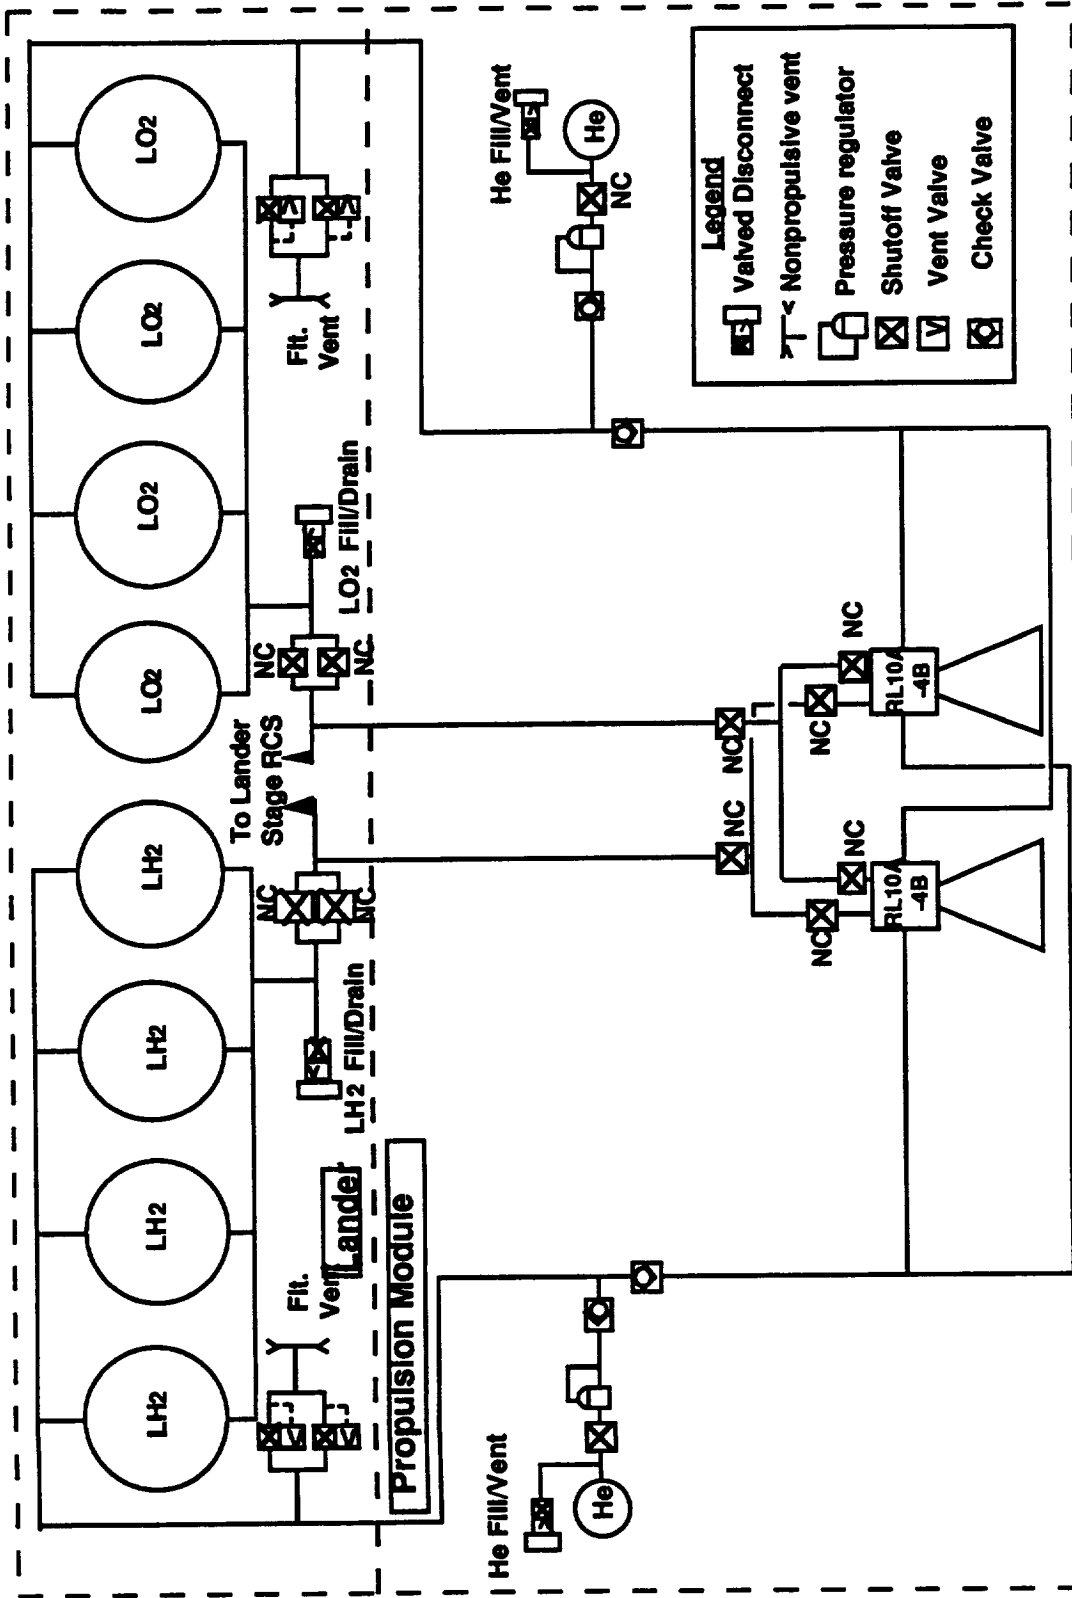 LH2
LH2
LH2
LH2
LO2
LO2
LO2
LO2
To Lander
Stage RCS
NC
NC
NC
NC
Flt.
Vent
Flt.
Vent
Lander
LH2 Fill/Drain
LO2 Fill/Drain
Propulsion Module
He Fill/Vent
He
He Fill/Vent
He
NC
NC
NC
NC
NC
NC
NC
RL10A
-4B
RL10A
-4B
Legend
Valved Disconnect
Nonpropulsive vent
Pressure regulator
Shutoff Valve
V
Vent Valve
Check Valve